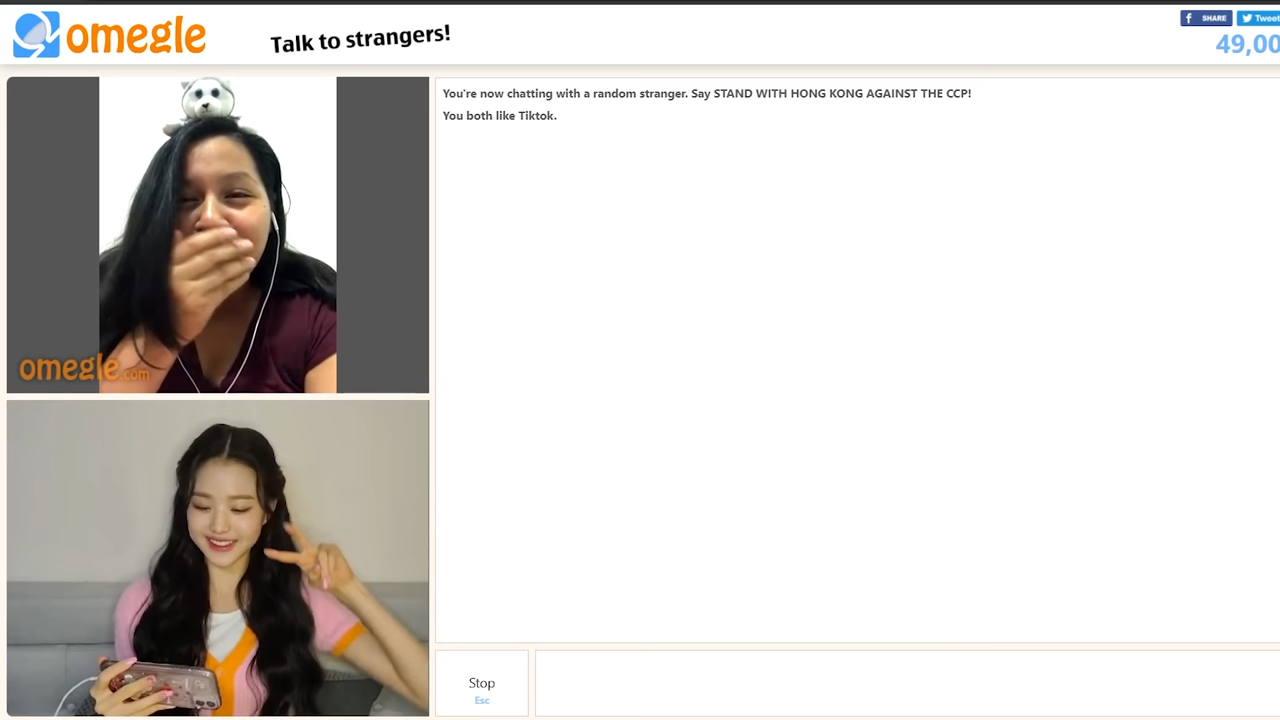 omegle
Talk to strangers!
SHARE
Tweet
49,00
You're now chatting with a random stranger. Say STAND WITH HONG KONG AGAINST THE CCP!
You both like Tiktok.
omegle.com
Stop
Esc